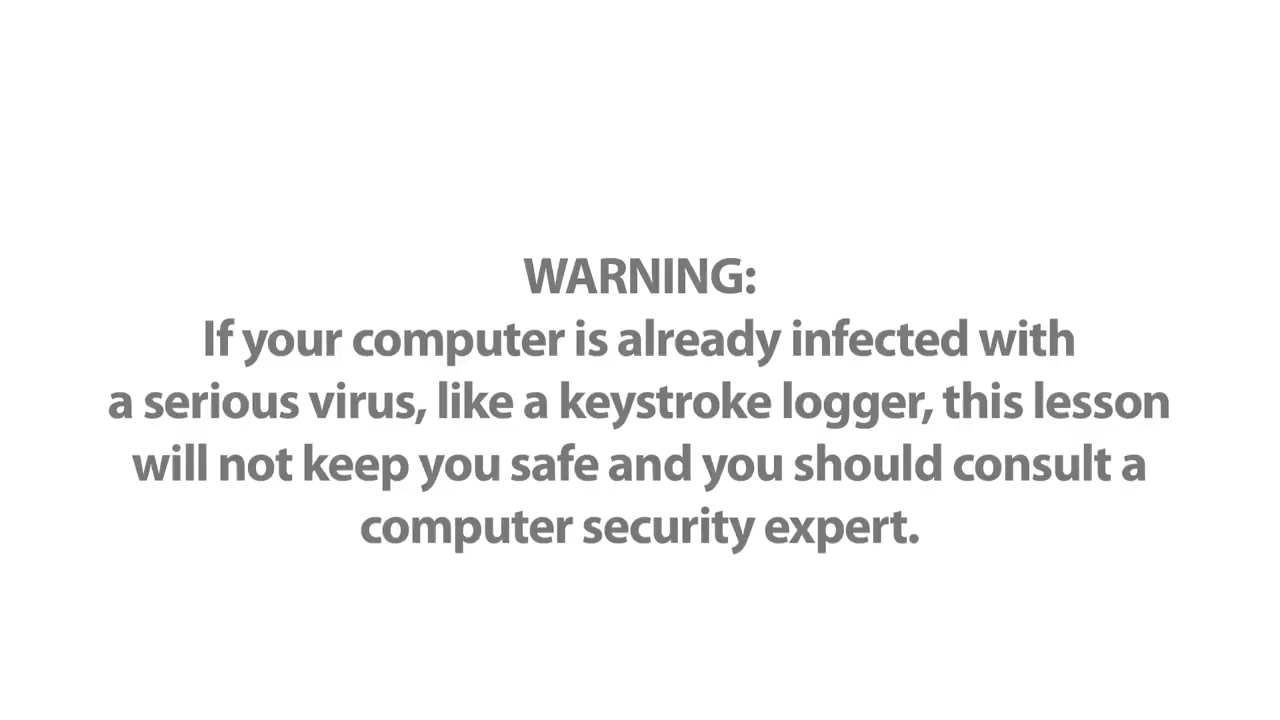 WARNING:
If your computer is already infected with
a serious virus, like a keystroke logger, this lesson
will not keep you safe and you should consult a
computer security expert.